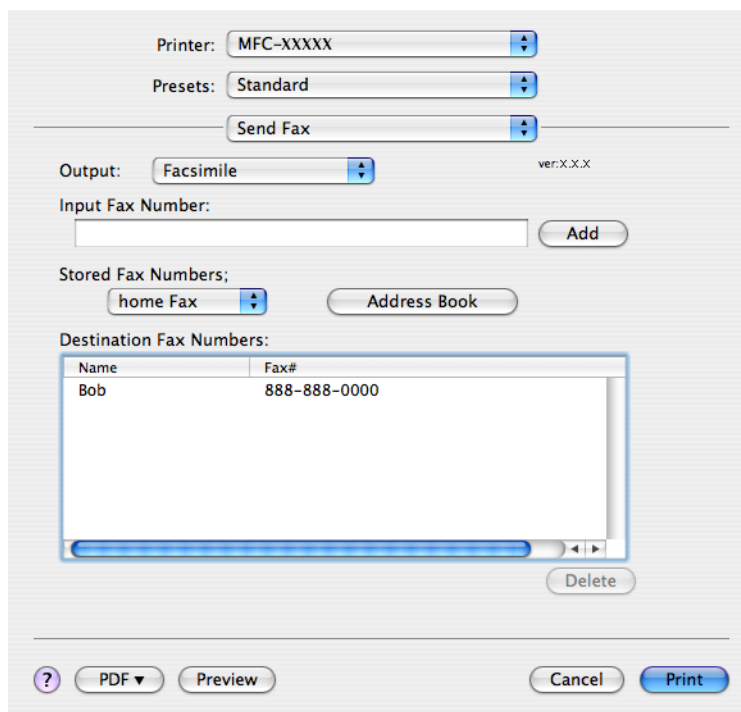 Printer: MFC-XXXXX
Presets: Standard
Send Fax
Output: Facsimile ver:X.X.X
Input Fax Number:
Add
Stored Fax Numbers;
home Fax Address Book
Destination Fax Numbers:
Name Fax#
Bob 888-888-0000
Delete
? PDF▼ Preview Cancel Print